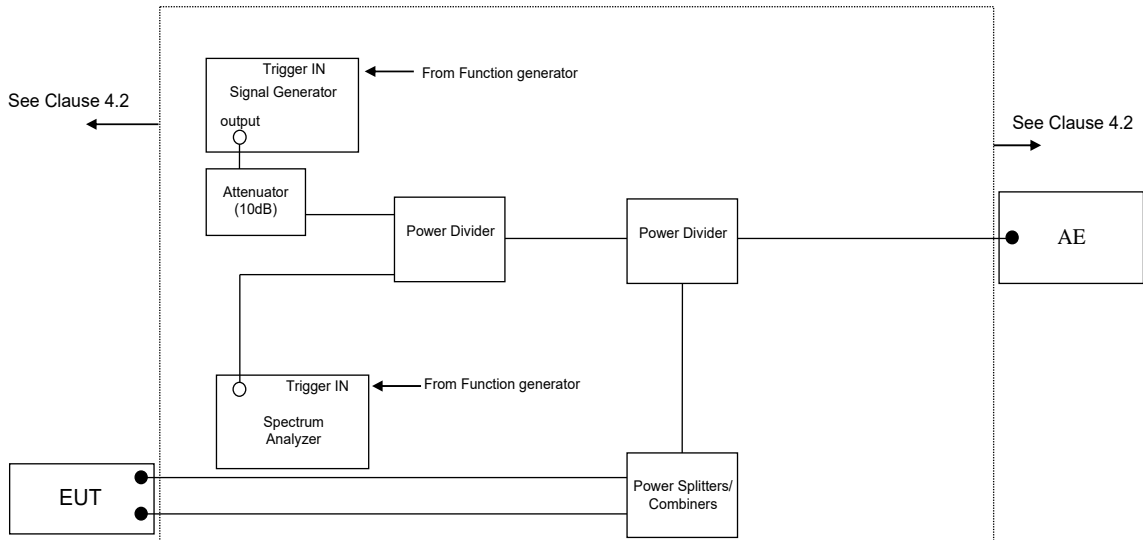 Trigger IN
From Function generator
Signal Generator
See Clause 4.2
output
See Clause 4.2
Attenuator
(10dB)
Power Divider
Power Divider
AE
Trigger IN
From Function generator
Spectrum
Analyzer
EUT
Power Splitters/
Combiners